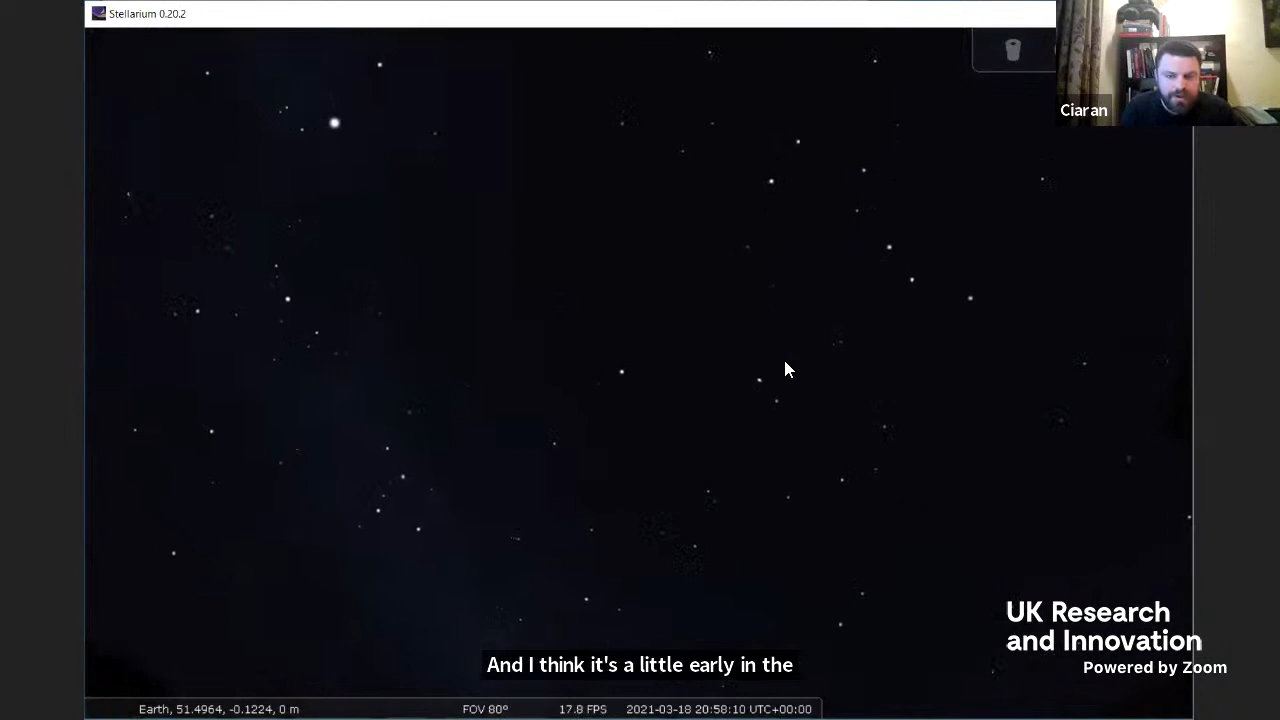 Stellarium 0.20.2
Ciaran
UK Research
and Innovation
Powered by Zoom
And I think it's a little early in the
Earth, 51.4964, -0.1224, 0 m FOV 80° 17.8 FPS 2021-03-18 20:58:10 UTC+00:00